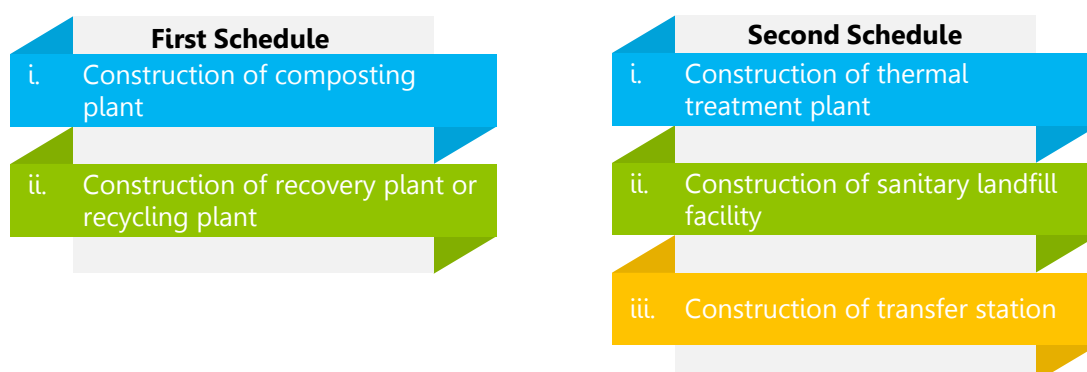 First Schedule
i. Construction of composting
plant
ii. Construction of recovery plant or
recycling plant
Second Schedule
i. Construction of thermal
treatment plant
ii. Construction of sanitary landfill
facility
iii. Construction of transfer station